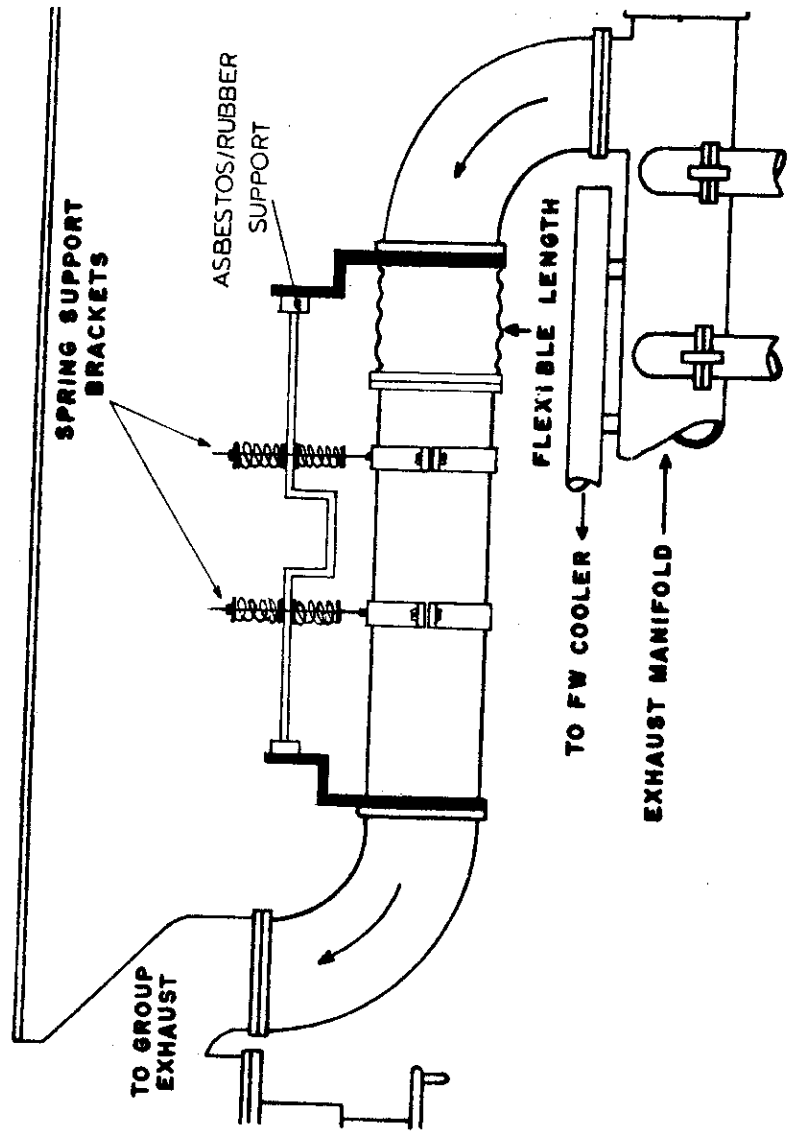 SPRING SUPPORT
BRACKETS
ASBESTOS/RUBBER
SUPPORT
FLEXIBLE LENGTH
TO FW COOLER
EXHAUST MANIFOLD
TO GROUP
EXHAUST